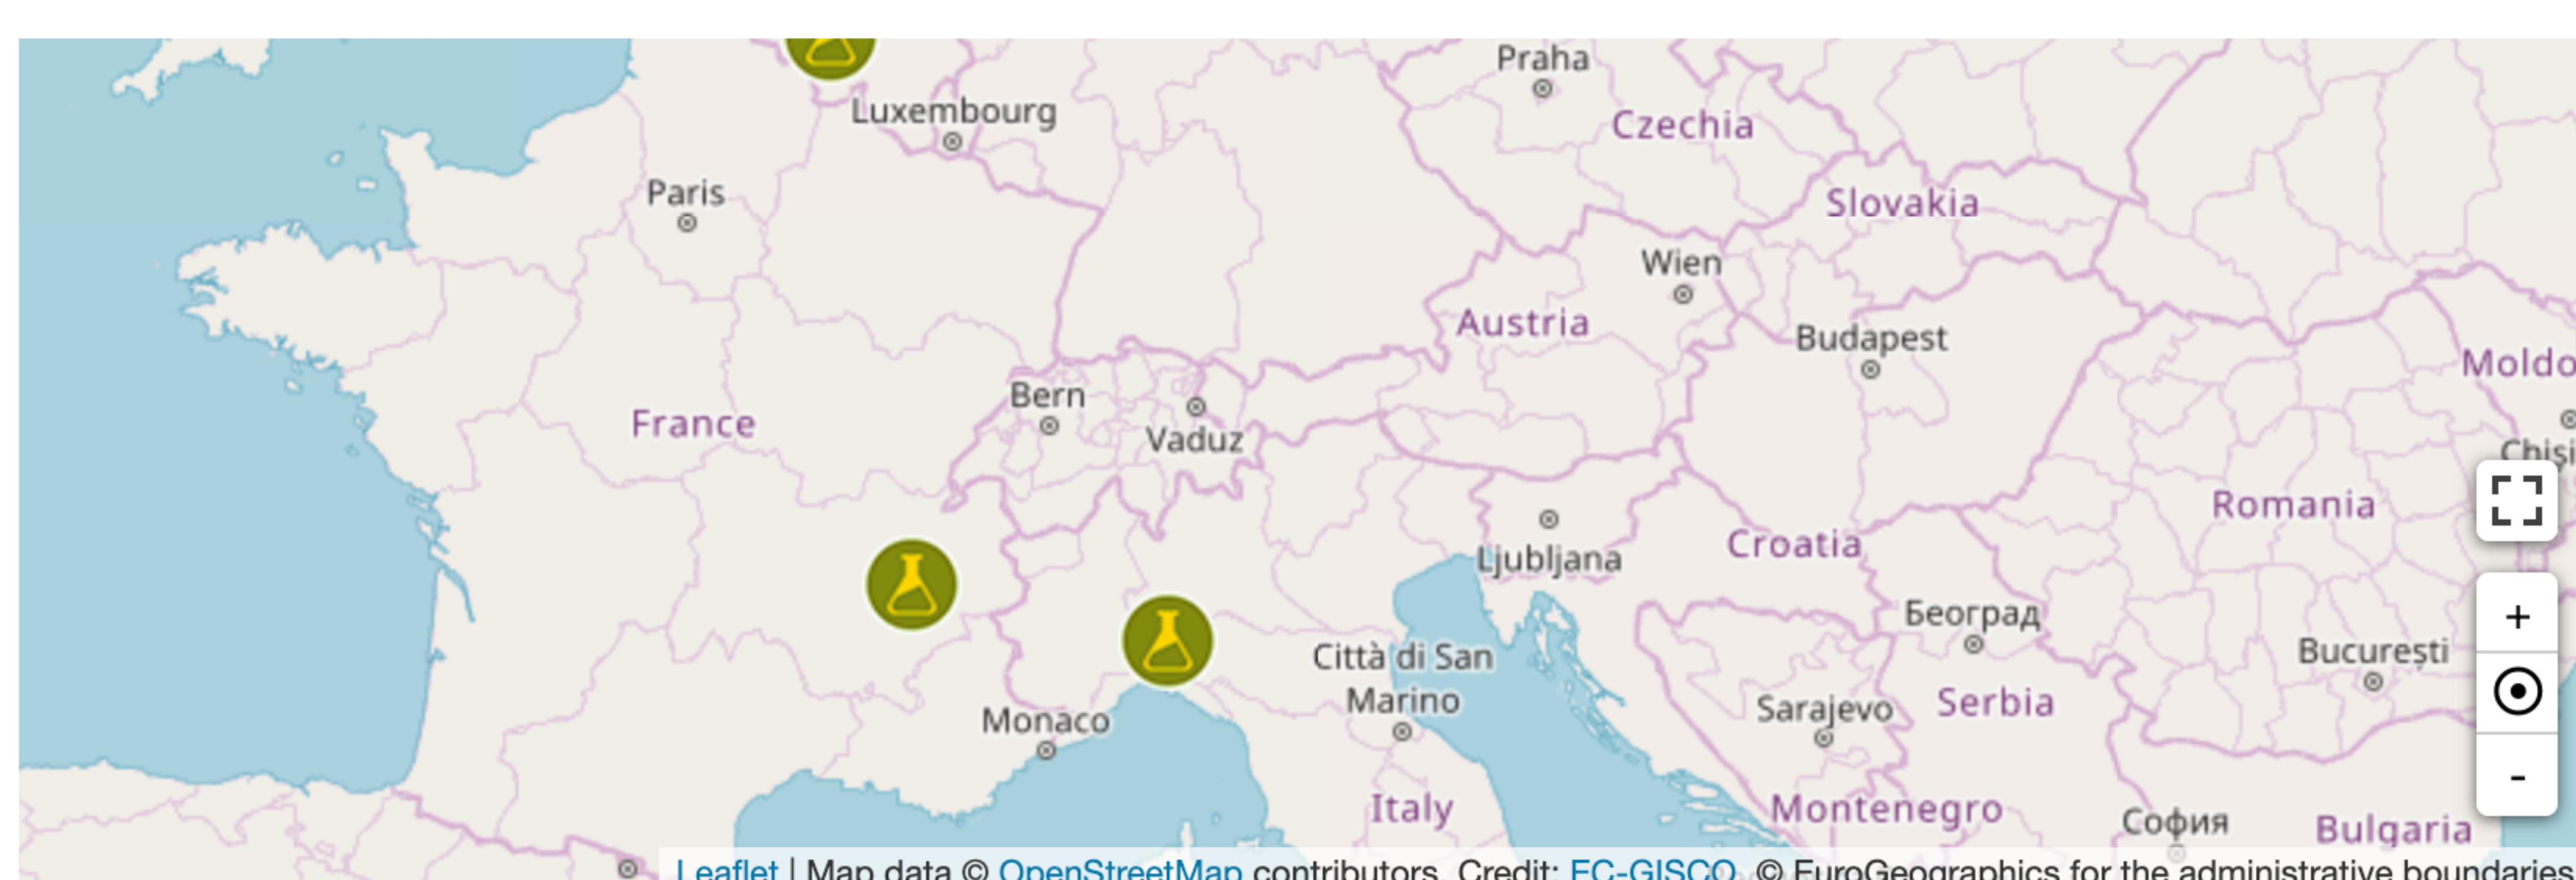 Praha
Luxembourg
Czechia
Paris
Slovakia
Wien
Austria
Budapest
Moldo
Bern
France
Vaduz
Chiși
Romania
Ljubljana
Croatia
Београд
+
Città di San
Marino
București
Monaco
Sarajevo
Serbia
-
Italy
Montenegro
София
Bulgaria
Leaflet | Map data © OpenStreetMap contributors. Credit: EC-GISCO, © EuroGeographics for the administrative boundaries